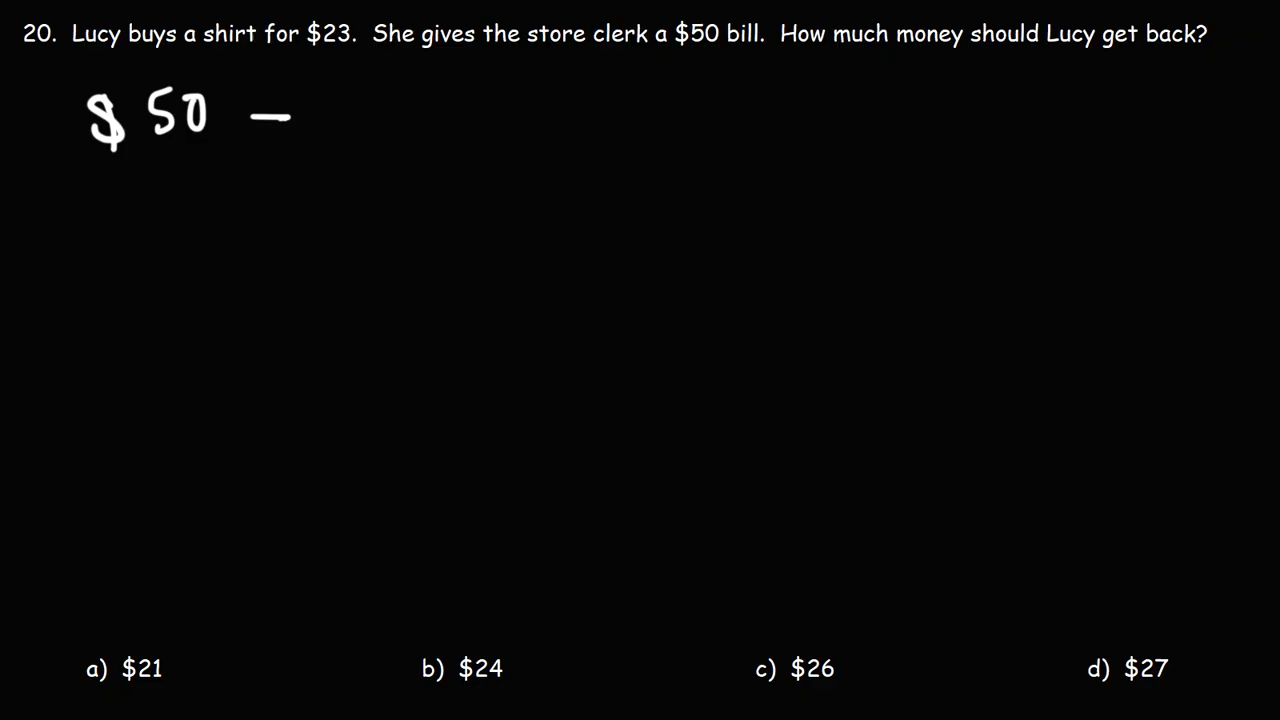 20. Lucy buys a shirt for $23. She gives the store clerk a $50 bill. How much money should Lucy get back?
$ 50 –
a) $21 b) $24 c) $26 d) $27